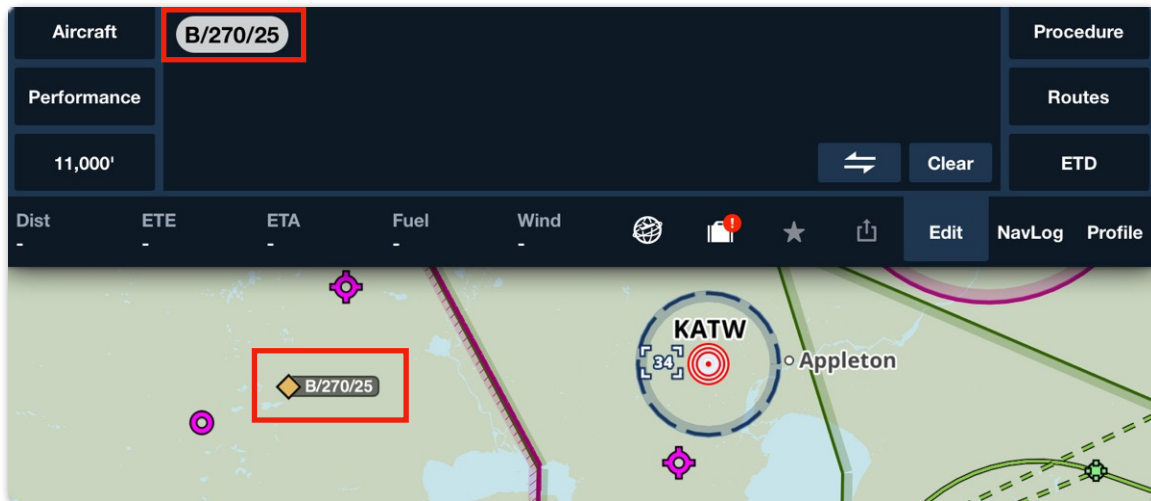 Aircraft
B/270/25
Procedure
Performance
Routes
11,000'
Clear
ETD
Dist
ETE
ETA
Fuel
Wind
-
-
-
-
-
!
Edit
NavLog
Profile
KATW
34
Appleton
B/270/25